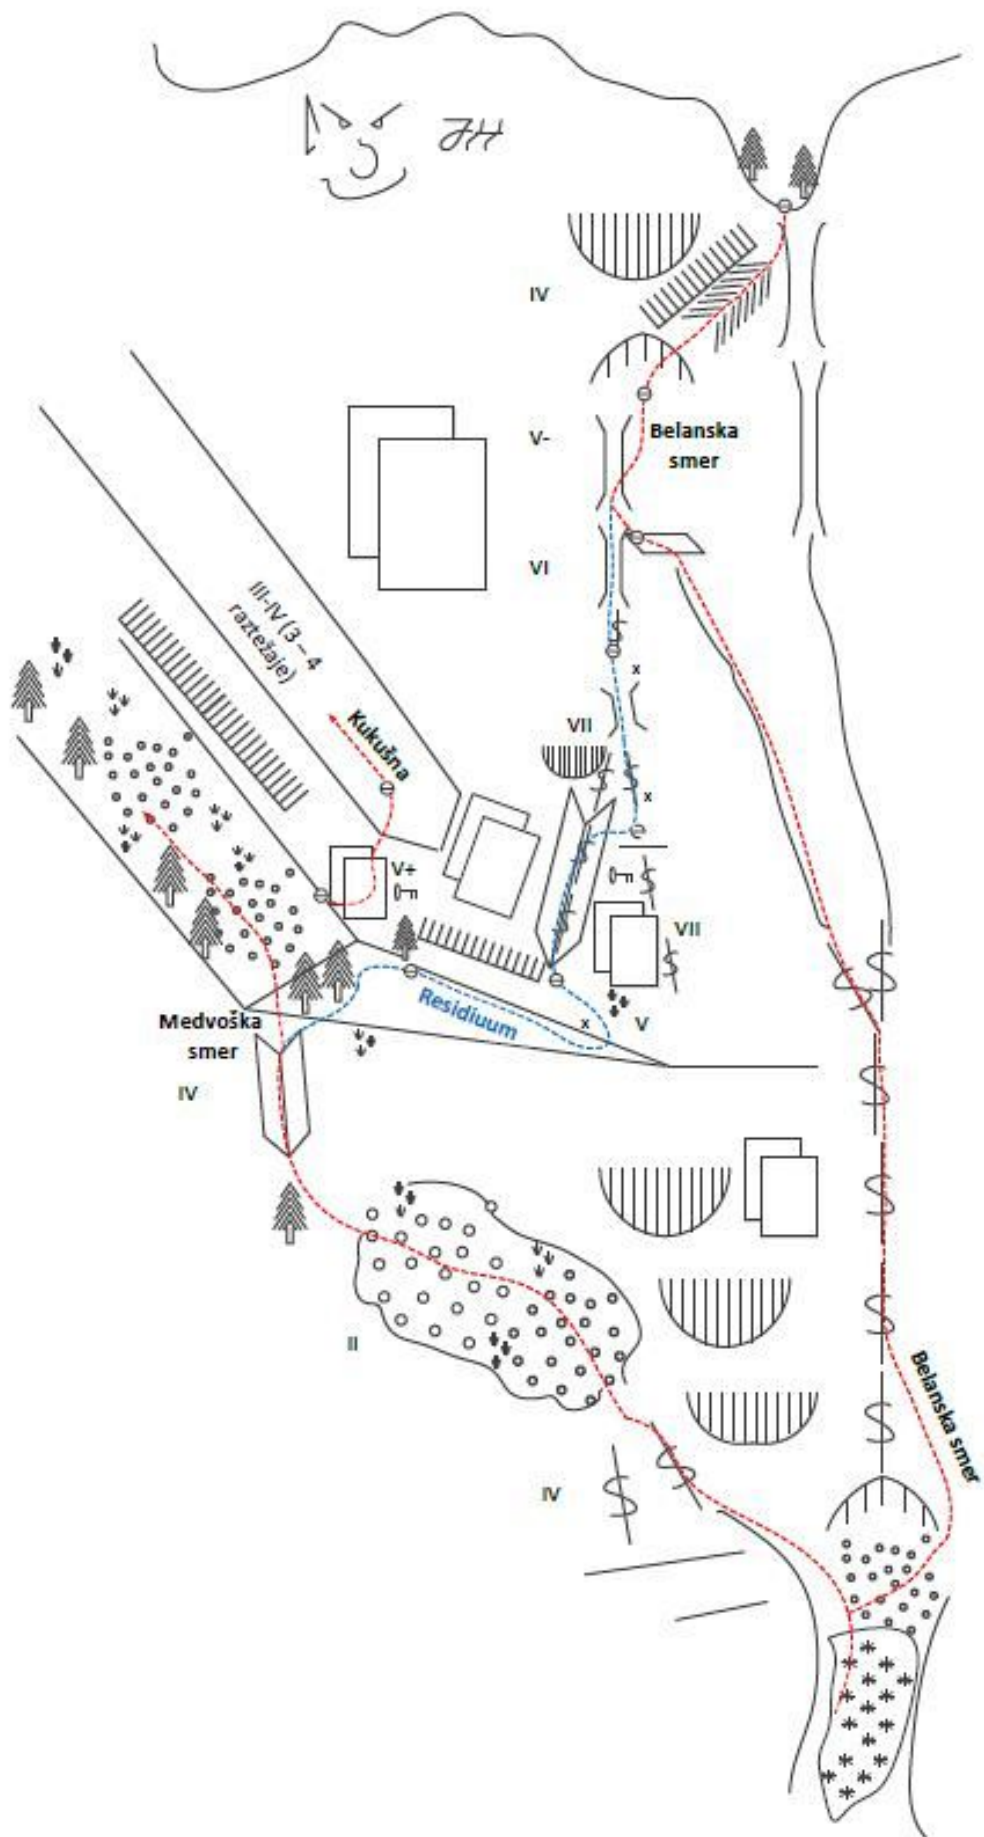 JH
IV
V-
Belanska
smer
VI
III-IV (3 – 4
raztežaje)
Kukušna
VII
x
x
V+
VII
Residiuum
x
V
Medvoška
smer
IV
II
Belanska smer
IV